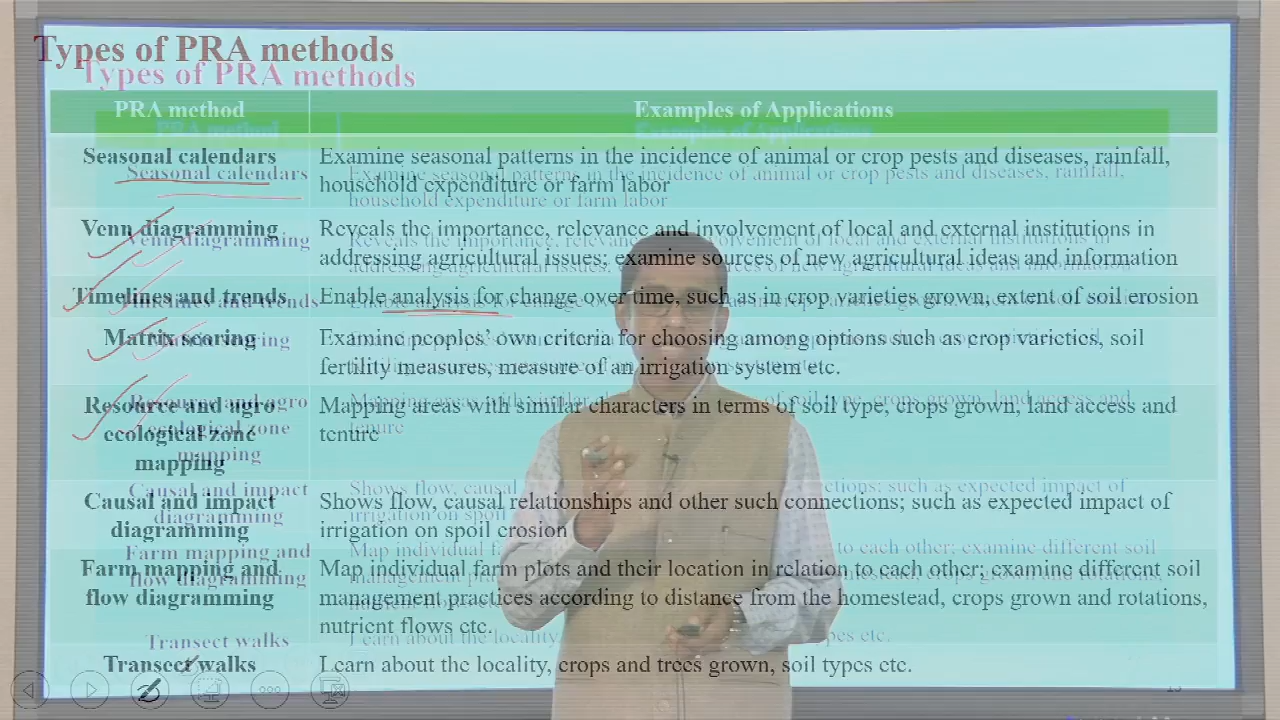 Types of PRA methods
PRA method
Examples of Applications
Seasonal calendars
Examine seasonal patterns in the incidence of animal or crop pests and diseases, rainfall,
household expenditure or farm labor
Venn diagramming
Reveals the importance, relevance and involvement of local and external institutions in
addressing agricultural issues; examine sources of new agricultural ideas and information
Timelines and trends
Enable analysis for change over time, such as in crop varieties grown, extent of soil erosion
Matrix scoring
Examine peoples' own criteria for choosing among options such as crop varieties, soil
fertility measures, measure of an irrigation system etc.
Resource and agro
ecological zone
mapping
Mapping areas with similar characters in terms of soil type, crops grown, land access and
tenure
Causal and impact
diagramming
Shows flow, causal relationships and other such connections; such as expected impact of
irrigation on spoil erosion
Farm mapping and
flow diagramming
Map individual farm plots and their location in relation to each other; examine different soil
management practices according to distance from the homestead, crops grown and rotations,
nutrient flows etc.
Transect walks
Learn about the locality, crops and trees grown, soil types etc.